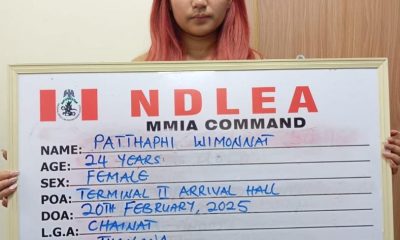 NDLEA
MMIA COMMAND
NAME: PATTHAPHI WIMONNAT
AGE: 24 YEARS
SEX: FEMALE
POA: TERMINAL II ARRIVAL HALL
DOA: 20TH FEBRUARY, 2025
L.G.A: CHAINAT